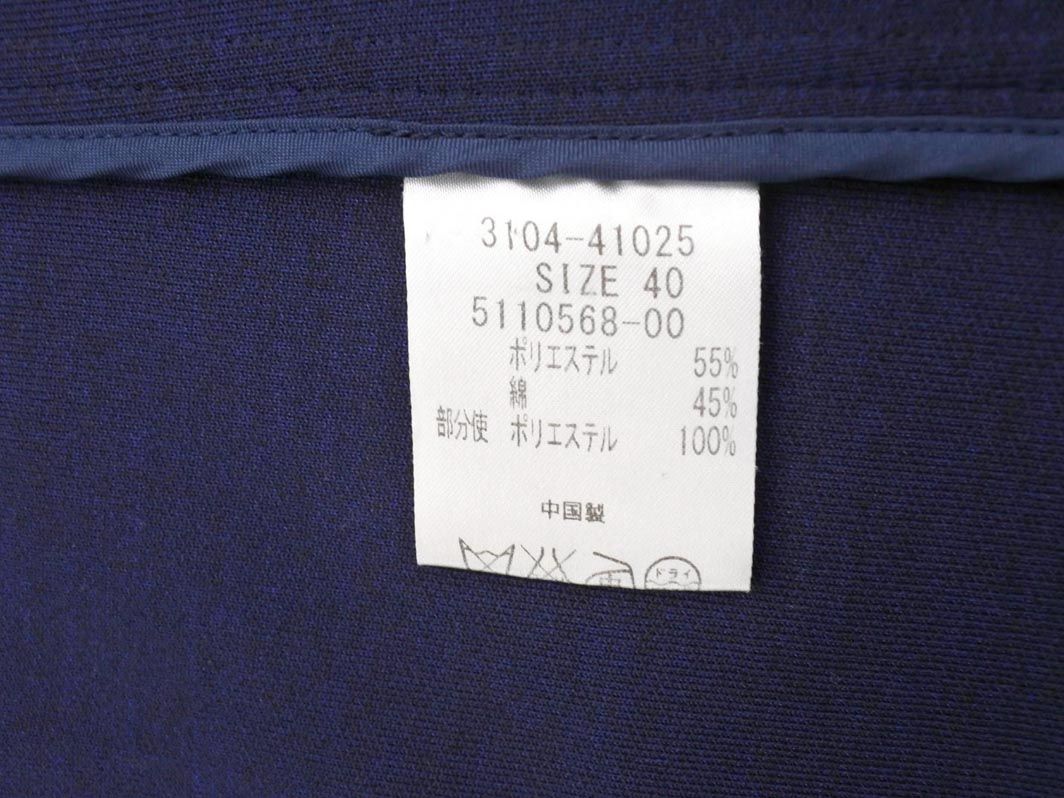 3104-41025
SIZE 40
5110568-00
ポリエステル 55%
綿 45%
部分使 ポリエステル 100%
中国製
ドライ